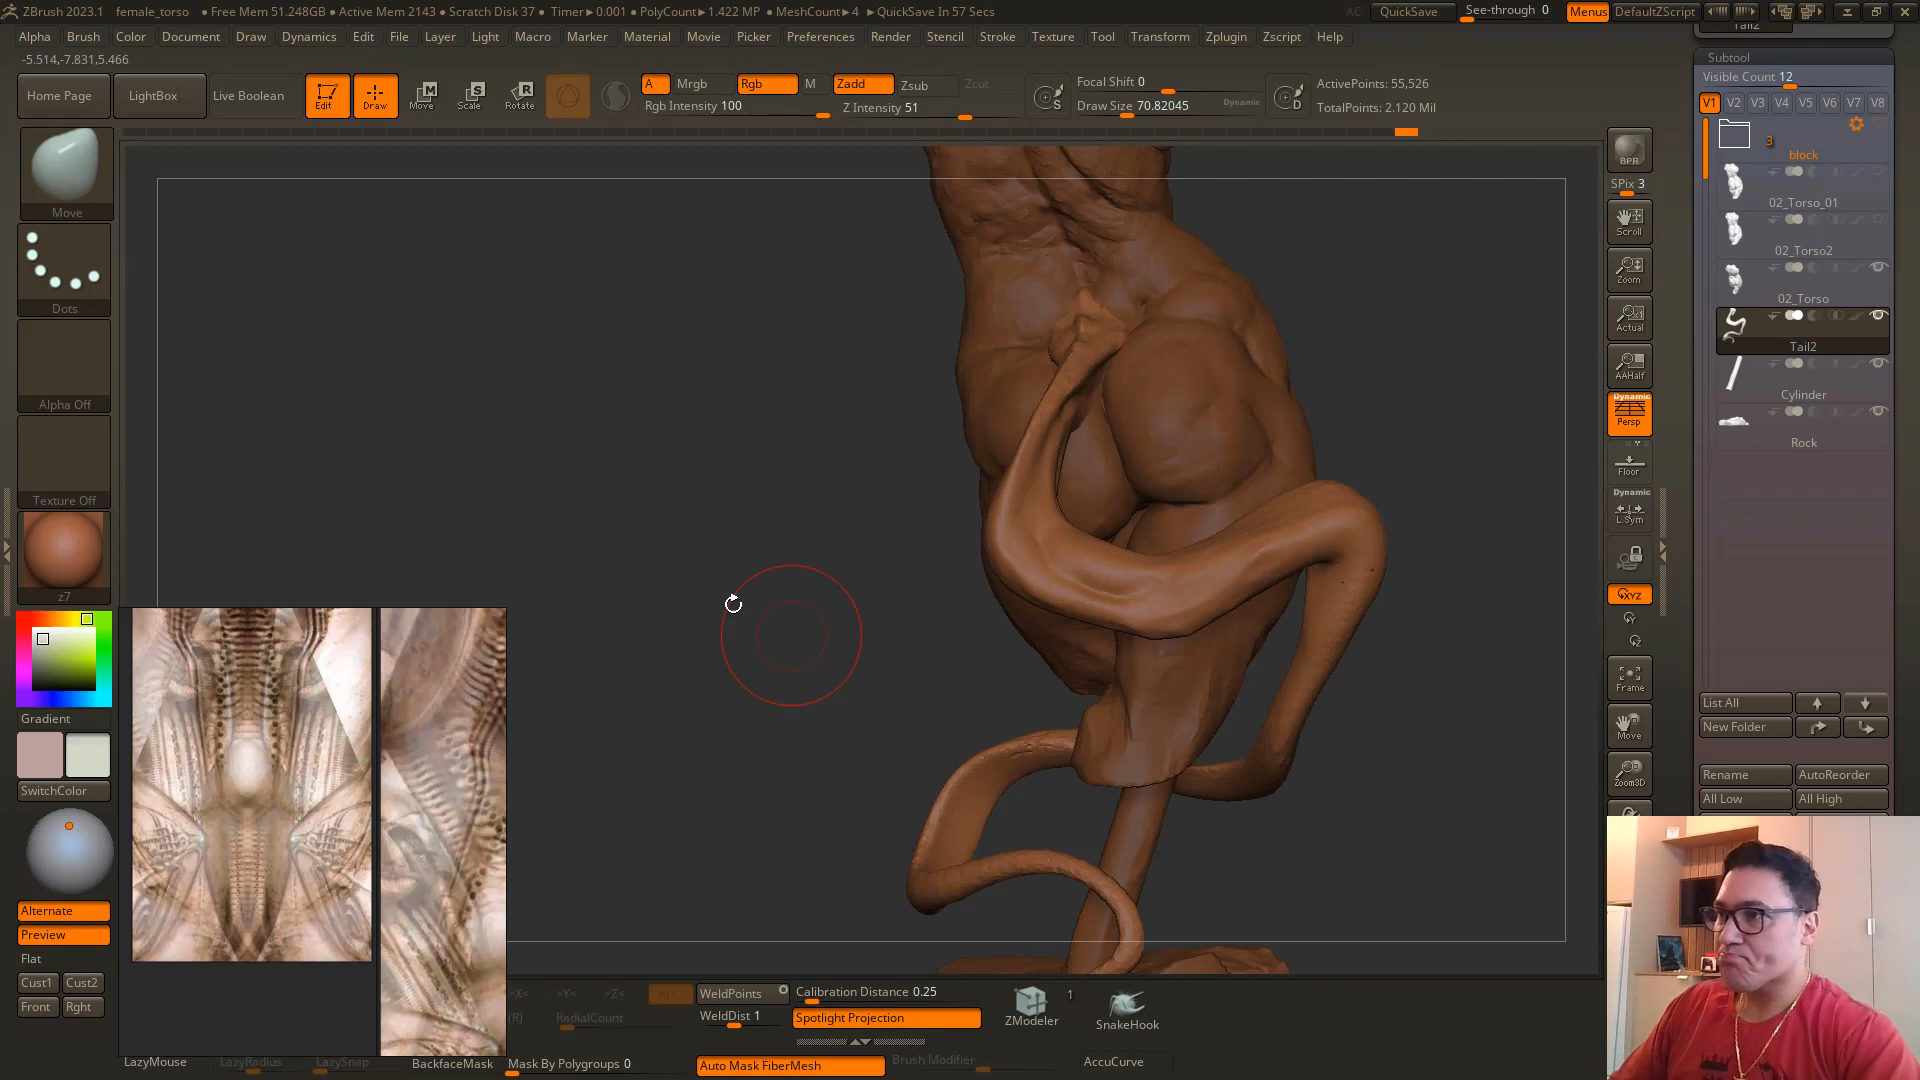 ZBrush 2023.1 female_torso • Free Mem 51.248GB • Active Mem 2143 • Scratch Disk 37 • Timer►0.001 • PolyCount►1.422 MP • MeshCount►4 ►QuickSave In 57 Secs AC QuickSave See-through 0 Menus DefaultZScript
Alpha Brush Color Document Draw Dynamics Edit File Layer Light Macro Marker Material Movie Picker Preferences Render Stencil Stroke Texture Tool Transform Zplugin Zscript Help
-5.514,-7.831,5.466
Home Page LightBox Live Boolean Edit Draw Move Scale Rotate
A Mrgb Rgb M Zadd Zsub Zcut
Rgb Intensity 100 Z Intensity 51
S Focal Shift 0 D ActivePoints: 55,526
Draw Size 70.82045 Dynamic TotalPoints: 2.120 Mil
Move
Dots
Alpha Off
Texture Off
z7
Gradient
SwitchColor
Alternate
Preview
Flat
Cust1 Cust2
Front Rght
BPR
SPix 3
Scroll
Zoom
Actual
AAHalf
Dynamic
Persp
Floor
Dynamic
L.Sym
XYZ
Frame
Move
Zoom3D
Tail2
Subtool
Visible Count 12
V1 V2 V3 V4 V5 V6 V7 V8
3
block
02_Torso_01
02_Torso2
02_Torso
Tail2
Cylinder
Rock
List All
New Folder
Rename AutoReorder
All Low All High
>X< >Y< >Z< WeldPoints Calibration Distance 0.25
(R) RadialCount WeldDist 1 Spotlight Projection
1
ZModeler SnakeHook
LazyMouse LazyRadius LazySnap BackfaceMask Mask By Polygroups 0 Auto Mask FiberMesh Brush Modifier AccuCurve